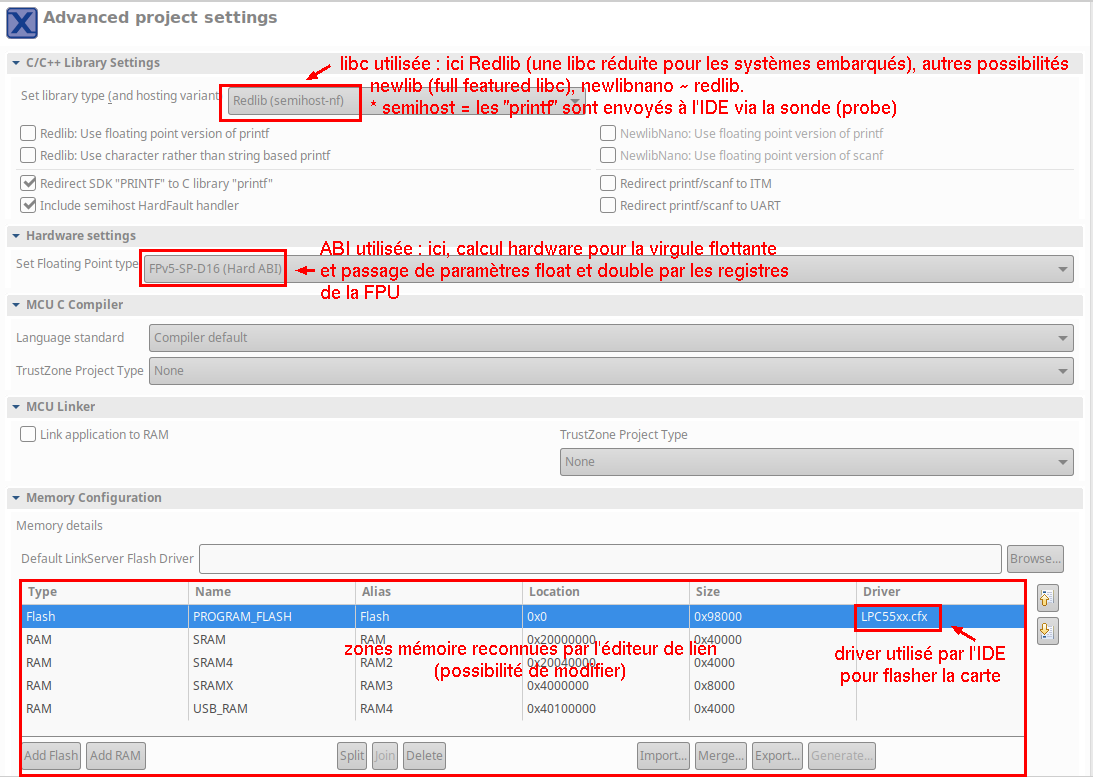 Advanced project settings
C/C++ Library Settings
libc utilisée : ici Redlib (une libc réduite pour les systèmes embarqués), autres possibilités
newlib (full featured libc), newlibnano ~ redlib.
* semihost = les "printf" sont envoyés à l'IDE via la sonde (probe)
Set library type (and hosting variant
Redlib (semihost-nf)
Redlib: Use floating point version of printf
NewlibNano: Use floating point version of printf
Redlib: Use character rather than string based printf
NewlibNano: Use floating point version of scanf
Redirect SDK "PRINTF" to C library "printf"
Redirect printf/scanf to ITM
Include semihost HardFault handler
Redirect printf/scanf to UART
Hardware settings
ABI utilisée : ici, calcul hardware pour la virgule flottante
et passage de paramètres float et double par les registres
de la FPU
Set Floating Point type
FPv5-SP-D16 (Hard ABI)
MCU C Compiler
Language standard
Compiler default
TrustZone Project Type
None
MCU Linker
Link application to RAM
TrustZone Project Type
None
Memory Configuration
Memory details
Default LinkServer Flash Driver
Browse...
Type Name Alias Location Size Driver
Flash PROGRAM_FLASH Flash 0x0 0x98000 LPC55xx.cfx
RAM SRAM RAM 0x20000000 0x40000
RAM SRAM4 RAM2 0x20040000 0x4000
RAM SRAMX RAM3 0x4000000 0x8000
RAM USB_RAM RAM4 0x40100000 0x4000
zones mémoire reconnues par l'éditeur de lien
(possibilité de modifier)
driver utilisé par l'IDE
pour flasher la carte
Add Flash Add RAM Split Join Delete Import... Merge... Export... Generate...